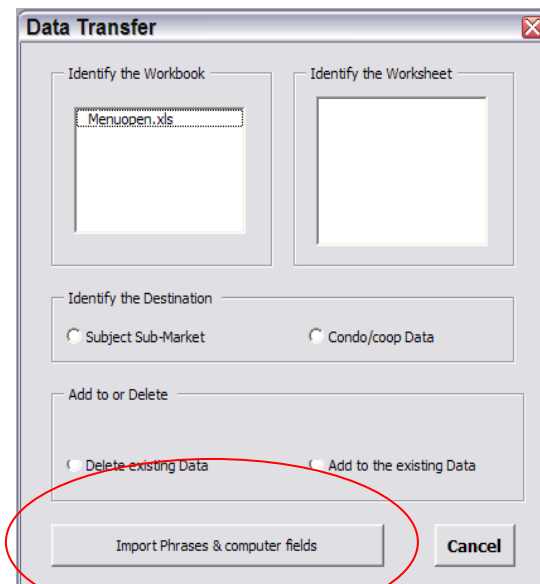 Data Transfer
Identify the Workbook
Identify the Worksheet
Menuopen.xls
Identify the Destination
Subject Sub-Market
Condo/coop Data
Add to or Delete
Delete existing Data
Add to the existing Data
Import Phrases & computer fields
Cancel